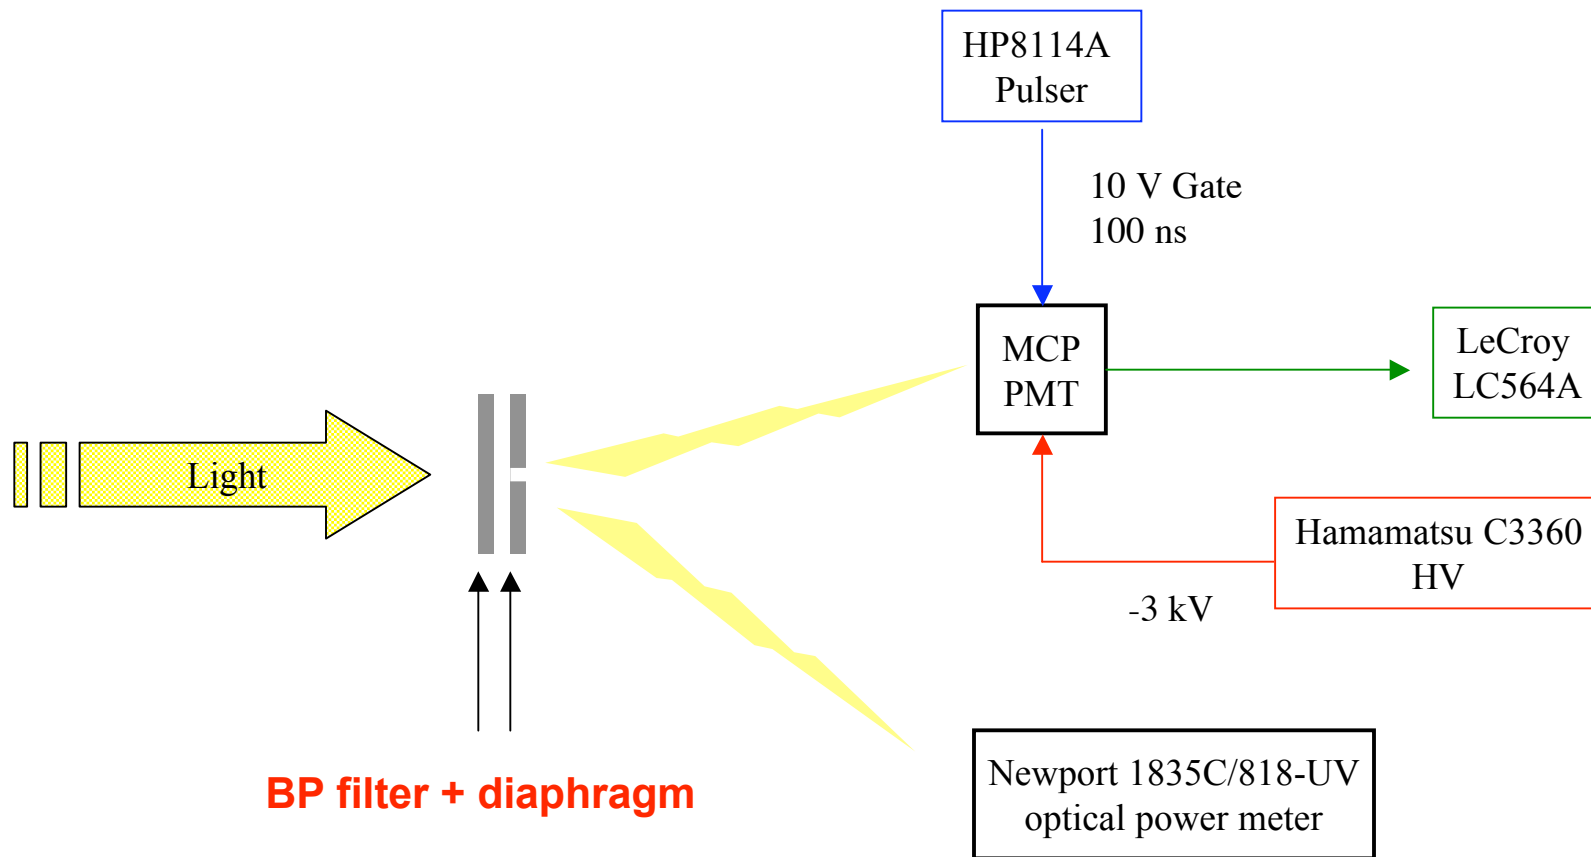 HP8114A
Pulser
10 V Gate
100 ns
MCP
PMT
LeCroy
LC564A
Light
Hamamatsu C3360
HV
-3 kV
BP filter + diaphragm
Newport 1835C/818-UV
optical power meter